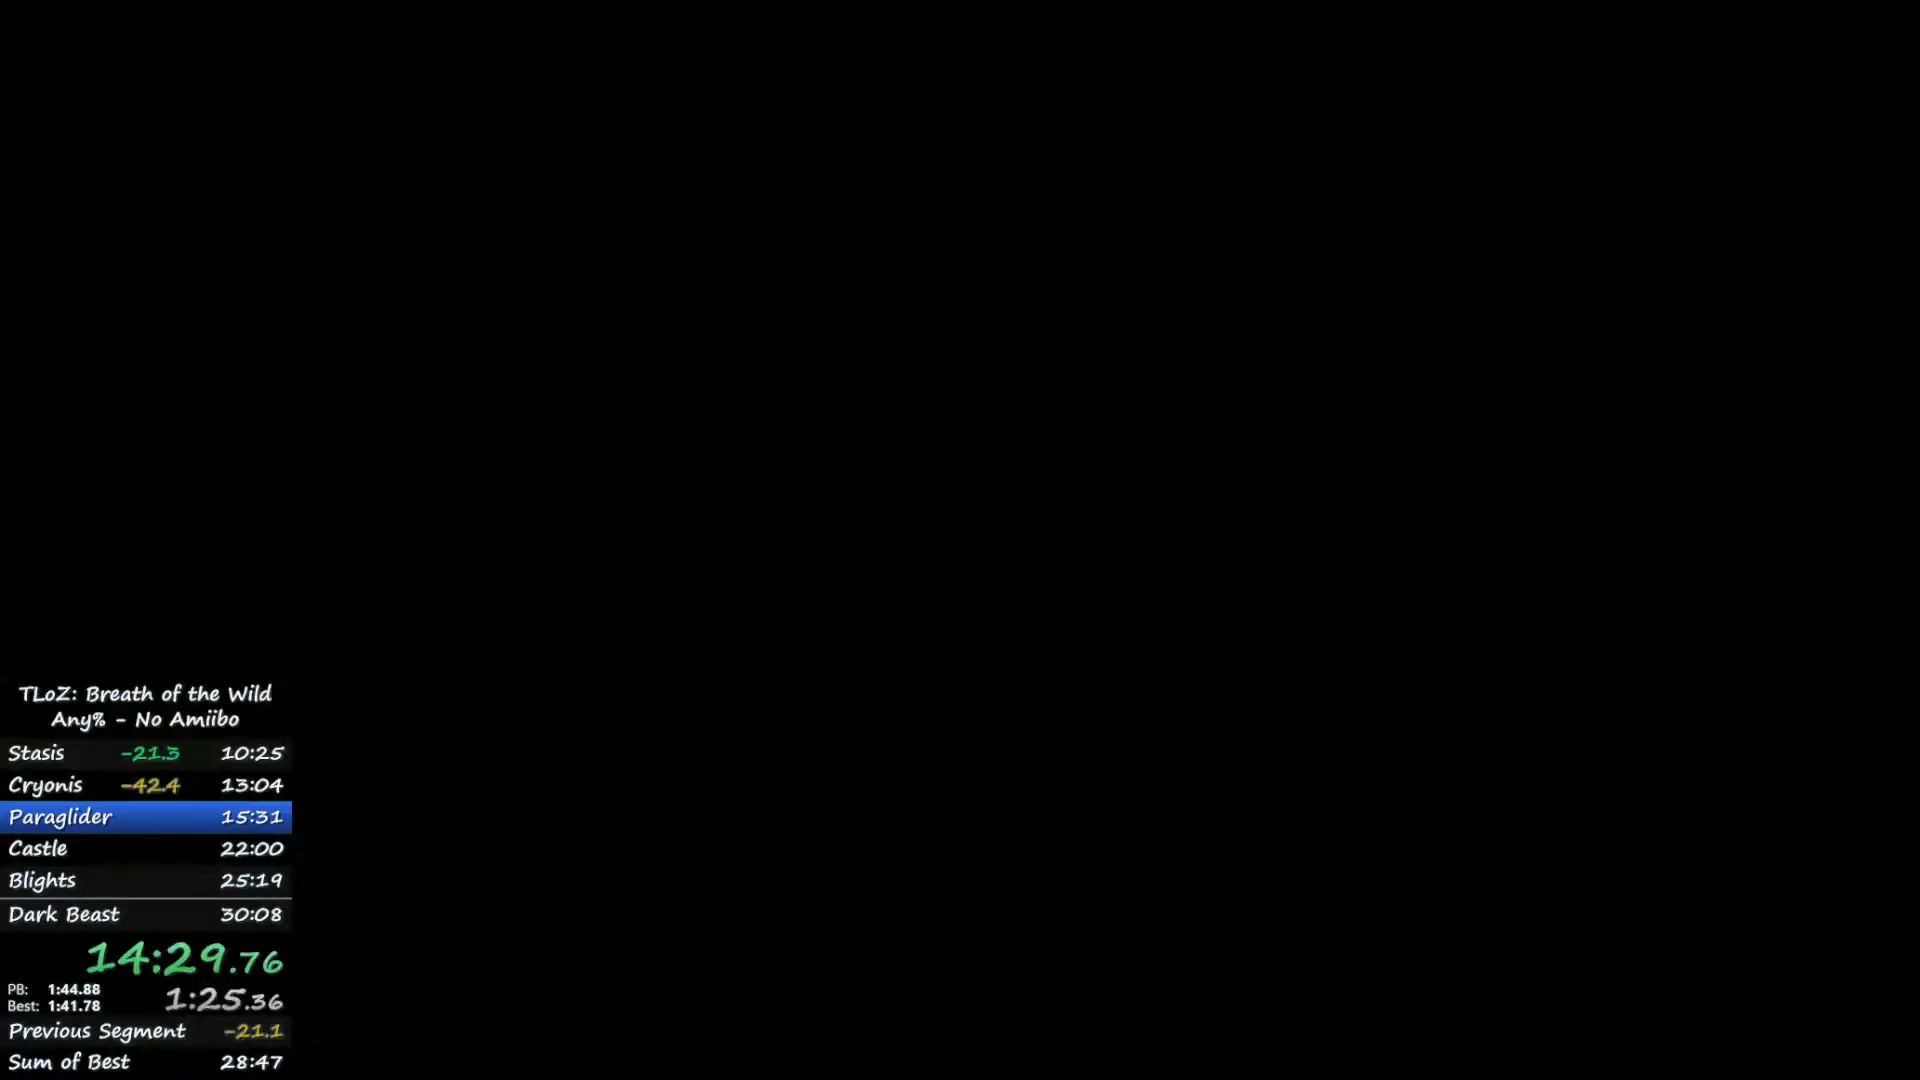 TLoZ: Breath of the Wild
Any% - No Amiibo
Stasis -21.3 10:25
Cryonis -42.4 13:04
Paraglider 15:31
Castle 22:00
Blights 25:19
Dark Beast 30:08
14:29.76
PB: 1:44.88
Best: 1:41.78
1:25.36
Previous Segment -21.1
Sum of Best 28:47